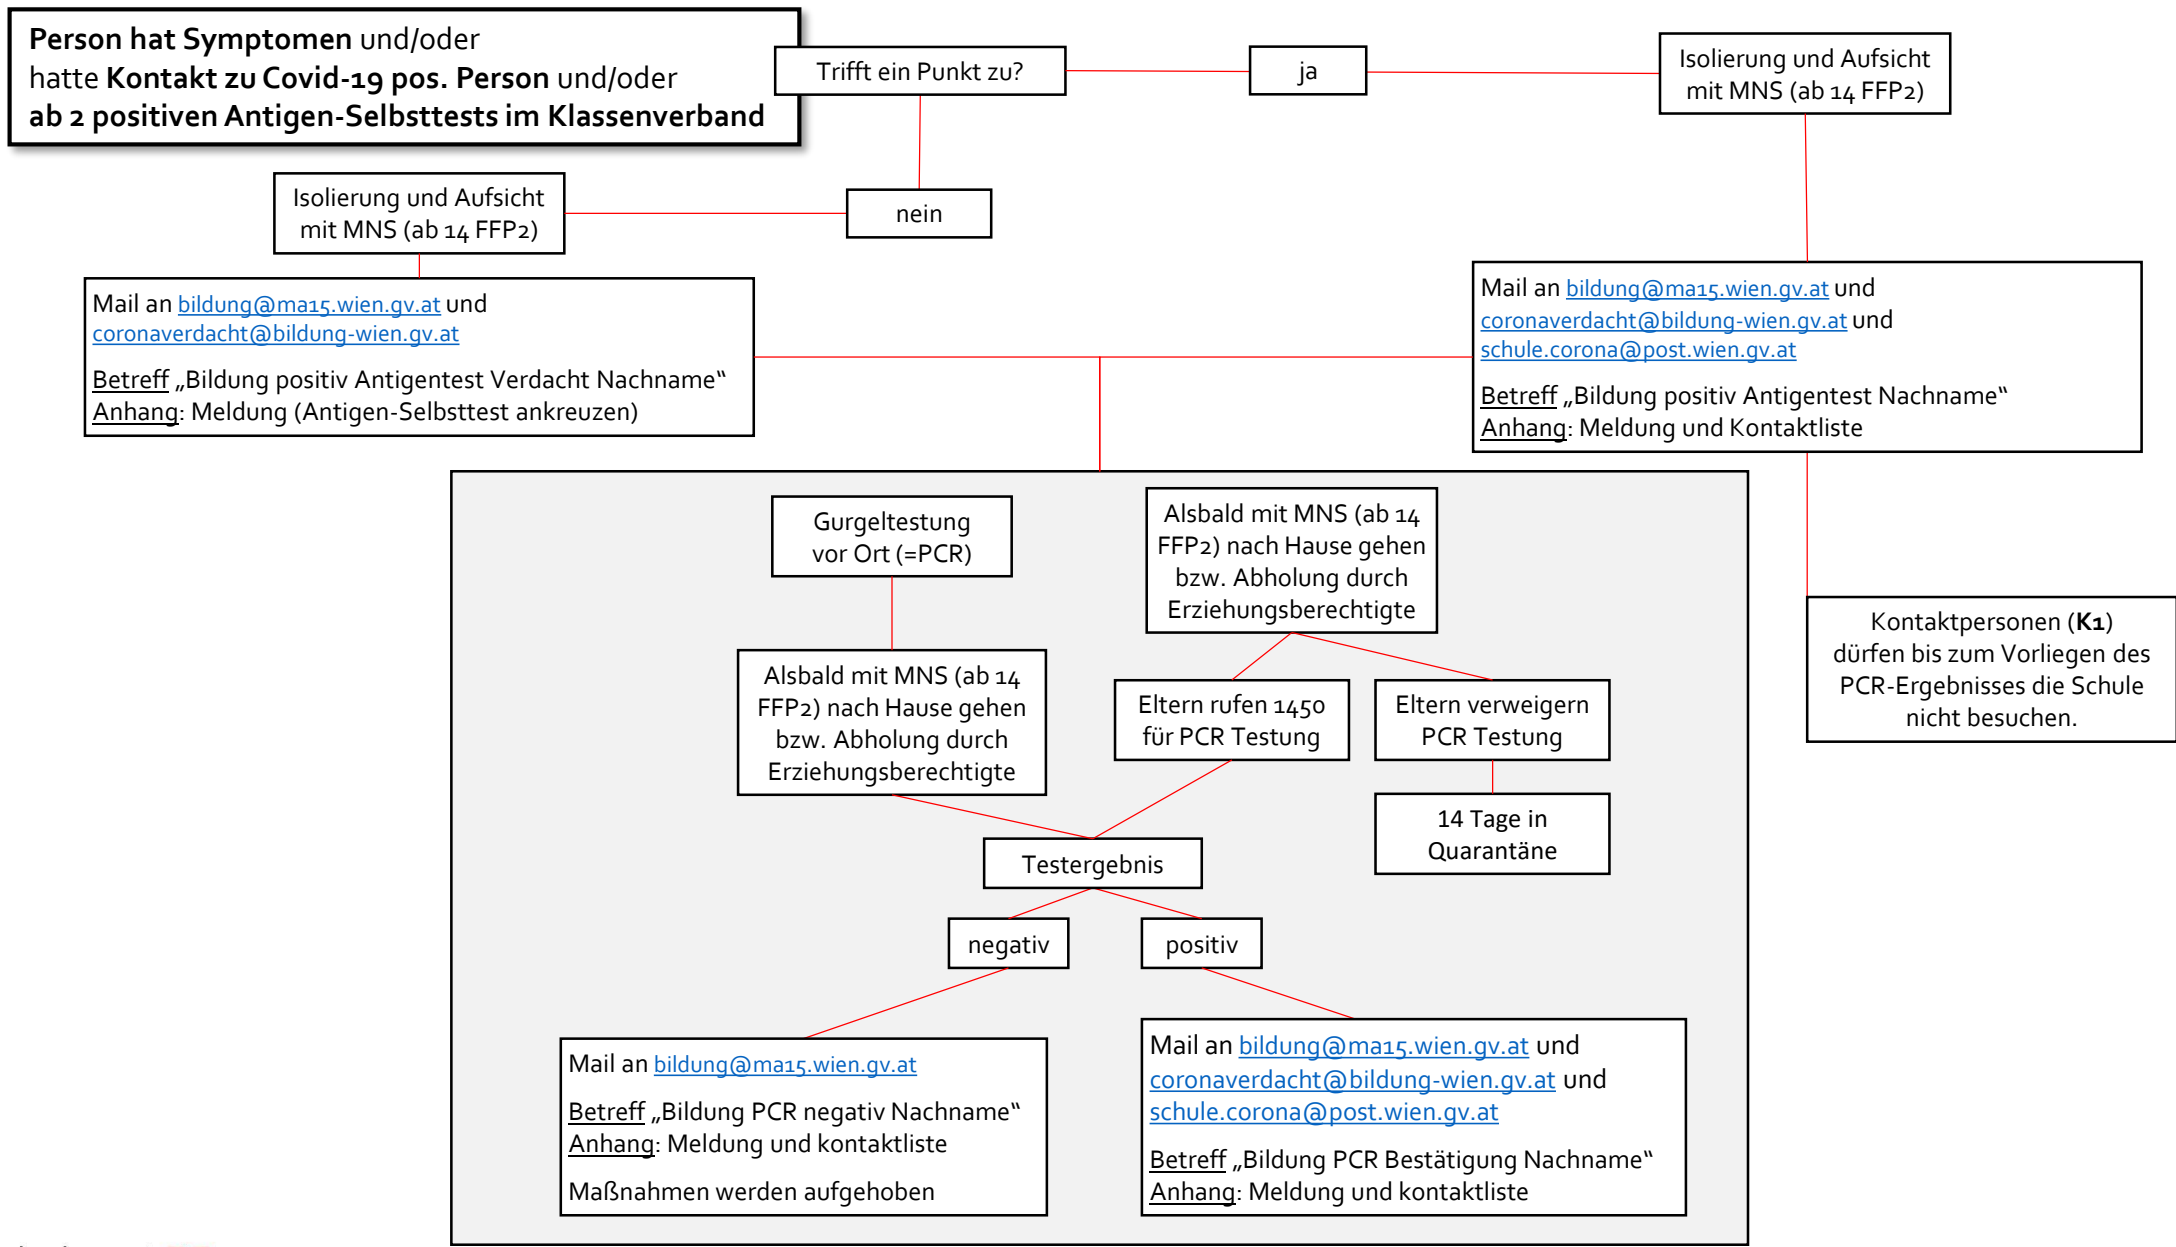 Person hat Symptomen und/oder
hatte Kontakt zu Covid-19 pos. Person und/oder
ab 2 positiven Antigen-Selbsttests im Klassenverband
Trifft ein Punkt zu?
ja
Isolierung und Aufsicht
mit MNS (ab 14 FFP2)
Isolierung und Aufsicht
mit MNS (ab 14 FFP2)
nein
Mail an bildung@ma15.wien.gv.at und
coronaverdacht@bildung-wien.gv.at
Betreff „Bildung positiv Antigentest Verdacht Nachname“
Anhang: Meldung (Antigen-Selbsttest ankreuzen)
Mail an bildung@ma15.wien.gv.at und
coronaverdacht@bildung-wien.gv.at und
schule.corona@post.wien.gv.at
Betreff „Bildung positiv Antigentest Nachname“
Anhang: Meldung und Kontaktliste
Gurgeltestung
vor Ort (=PCR)
Alsbald mit MNS (ab 14
FFP2) nach Hause gehen
bzw. Abholung durch
Erziehungsberechtigte
Kontaktpersonen (K1)
dürfen bis zum Vorliegen des
PCR-Ergebnisses die Schule
nicht besuchen.
Alsbald mit MNS (ab 14
FFP2) nach Hause gehen
bzw. Abholung durch
Erziehungsberechtigte
Eltern rufen 1450
für PCR Testung
Eltern verweigern
PCR Testung
14 Tage in
Quarantäne
Testergebnis
negativ
positiv
Mail an bildung@ma15.wien.gv.at
Betreff „Bildung PCR negativ Nachname“
Anhang: Meldung und kontaktliste
Maßnahmen werden aufgehoben
Mail an bildung@ma15.wien.gv.at und
coronaverdacht@bildung-wien.gv.at und
schule.corona@post.wien.gv.at
Betreff „Bildung PCR Bestätigung Nachname“
Anhang: Meldung und kontaktliste